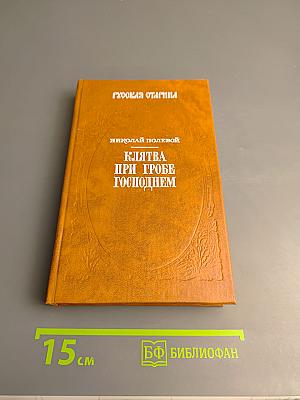 РУССКАЯ СТАРИНА
НИКОЛАЙ ПОЛЕВОЙ
КЛЯТВА
ПРИ ГРОБЕ
ГОСПОДНЕМ
15 см
БФ БИБЛИОФАН